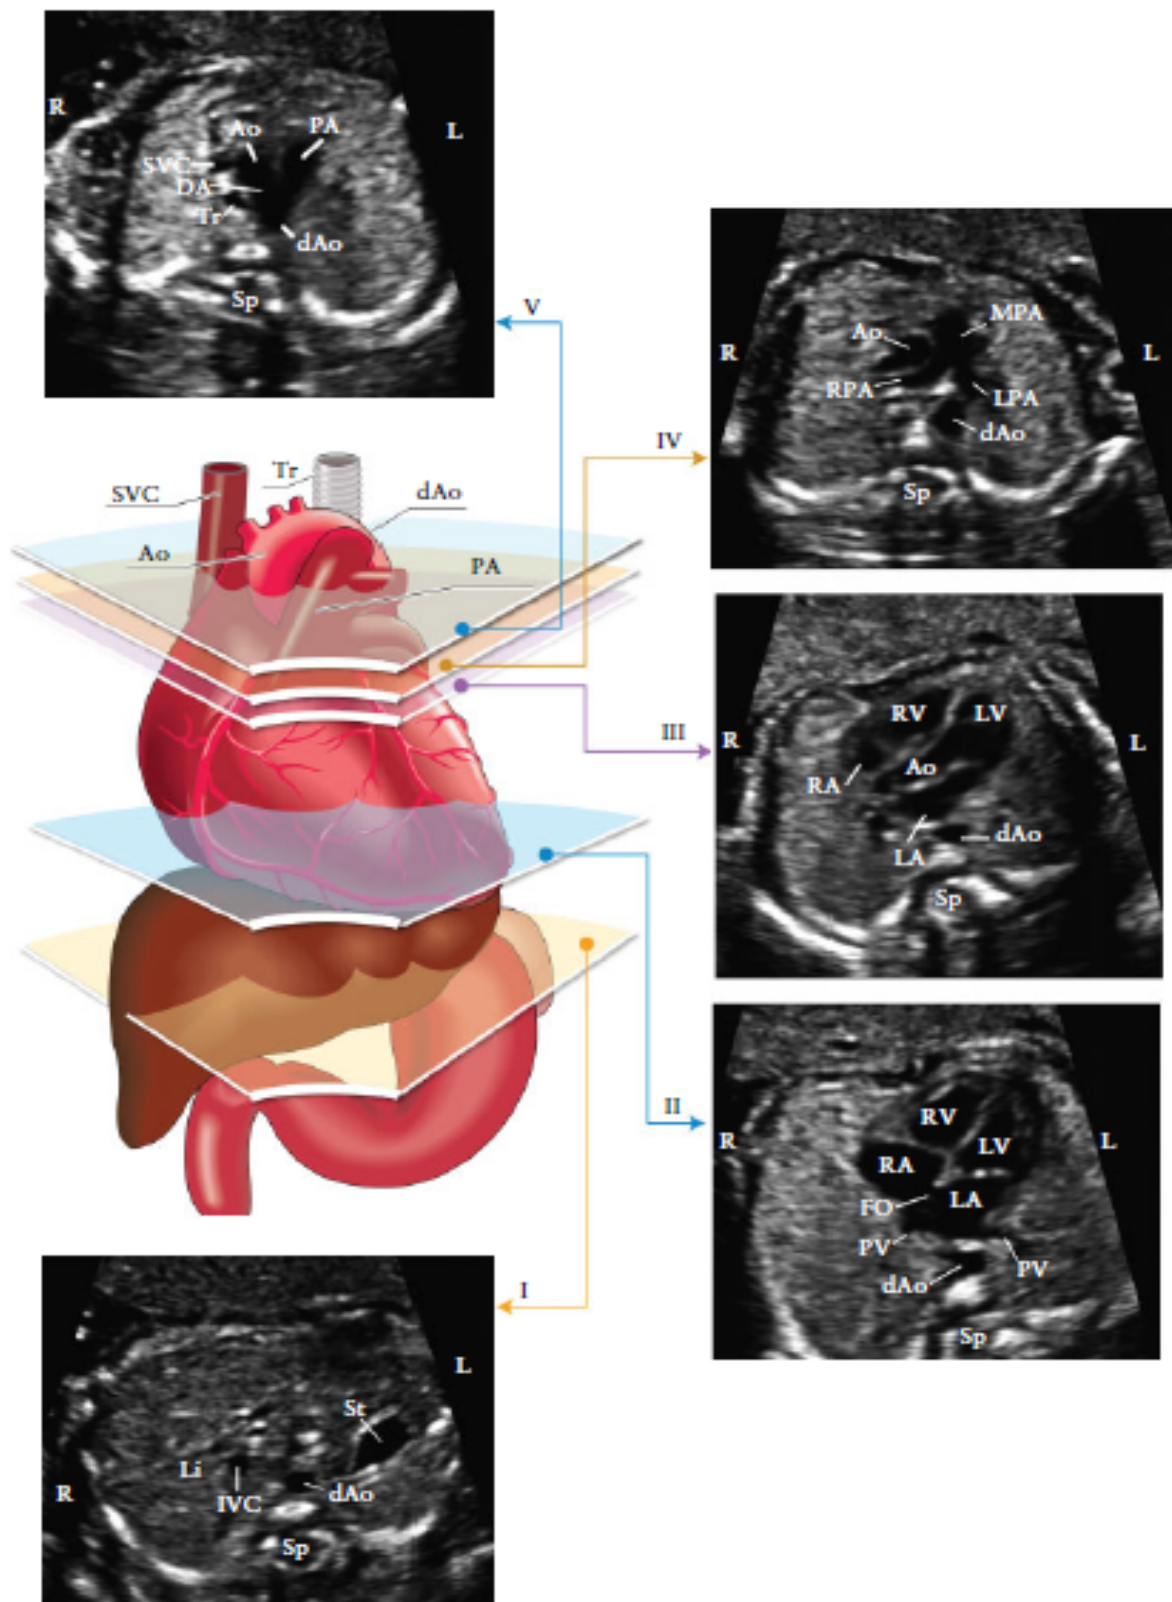 R
L
Ao
PA
SVC
DA
Tr
dAo
Sp
V
R
L
Ao
MPA
RPA
LPA
dAo
Sp
IV
SVC
Tr
dAo
Ao
PA
III
R
L
RV
LV
RA
Ao
LA
dAo
Sp
II
R
L
RV
LV
RA
LA
FO
PV
PV
dAo
Sp
I
L
St
Li
R
IVC
dAo
Sp